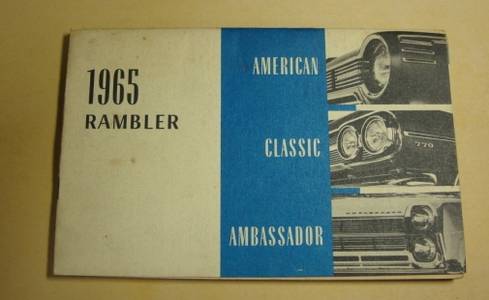 1965
RAMBLER
AMERICAN
CLASSIC
770
AMBASSADOR